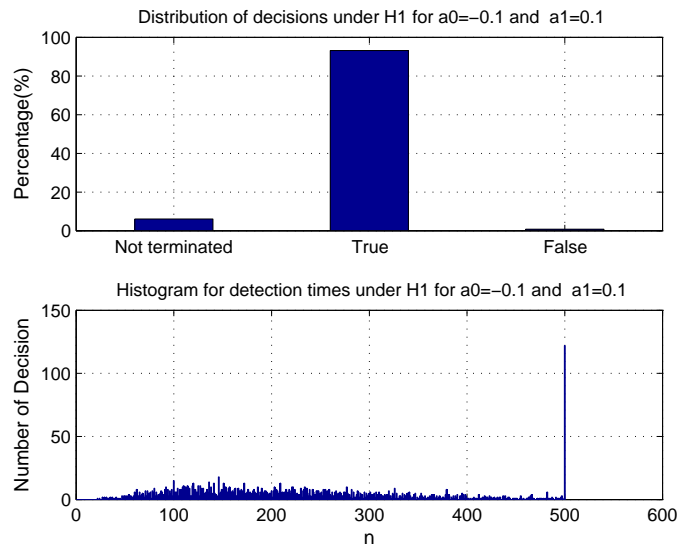 Distribution of decisions under H1 for a0=−0.1 and  a1=0.1
Percentage(%)
100
80
60
40
20
0
Not terminated True False
Histogram for detection times under H1 for a0=−0.1 and  a1=0.1
Number of Decision
150
100
50
0
0 100 200 300 400 500 600
n